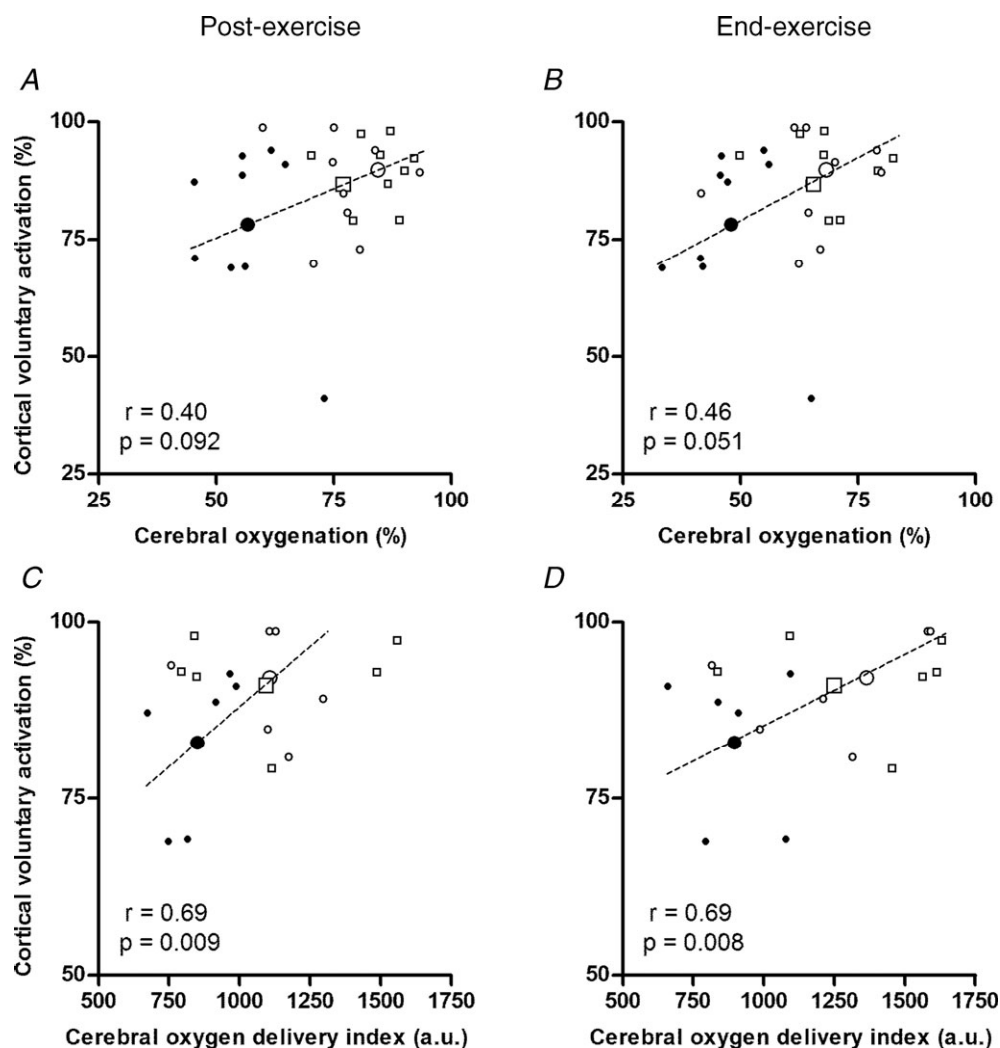 Post-exercise
End-exercise
A
B
Cortical voluntary activation (%)
100
75
50
25
r = 0.40
p = 0.092
25
50
75
100
Cerebral oxygenation (%)
100
75
50
25
r = 0.46
p = 0.051
25
50
75
100
Cerebral oxygenation (%)
C
D
Cortical voluntary activation (%)
100
75
50
r = 0.69
p = 0.009
500
750
1000
1250
1500
1750
Cerebral oxygen delivery index (a.u.)
100
75
50
r = 0.69
p = 0.008
500
750
1000
1250
1500
1750
Cerebral oxygen delivery index (a.u.)